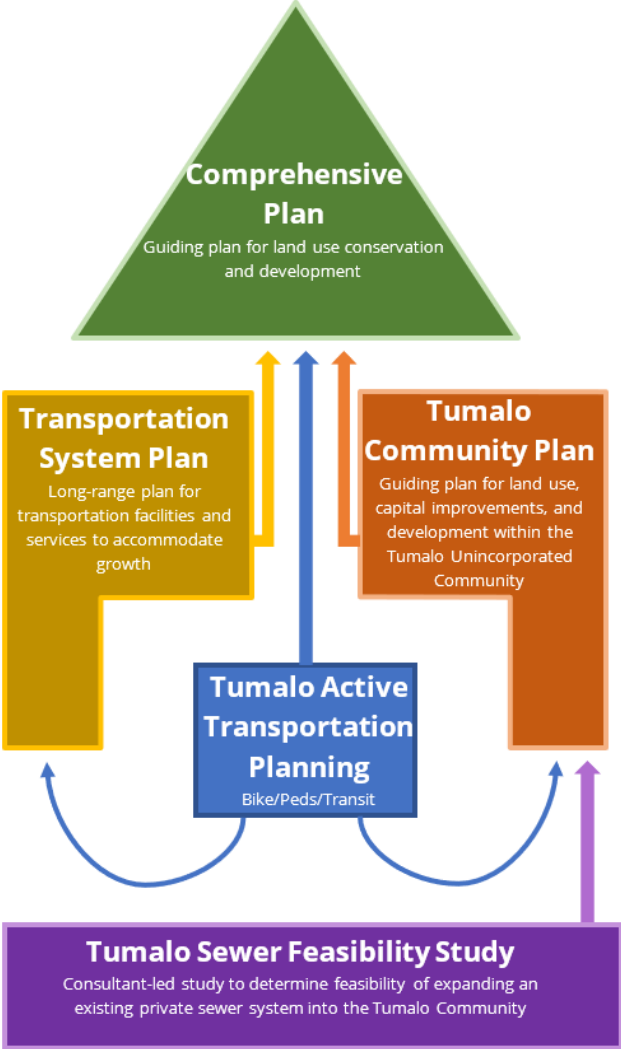 Comprehensive
Plan
Guiding plan for land use conservation
and development
Transportation
System Plan
Long-range plan for
transportation facilities and
services to accommodate
growth
Tumalo
Community Plan
Guiding plan for land use,
capital improvements, and
development within the
Tumalo Unincorporated
Community
Tumalo Active
Transportation
Planning
Bike/Peds/Transit
Tumalo Sewer Feasibility Study
Consultant-led study to determine feasibility of expanding an
existing private sewer system into the Tumalo Community